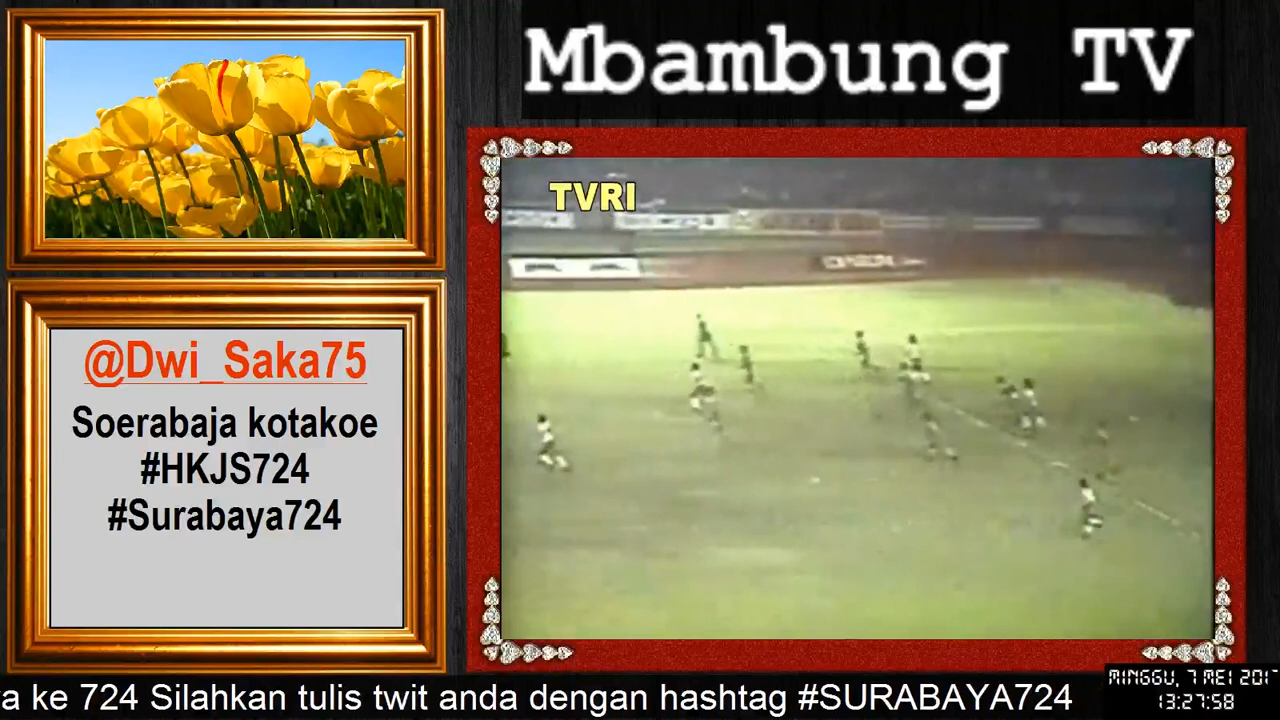 Mbambung TV
TVRI
@Dwi_Saka75
Soerabaja kotakoe
#HKJS724
#Surabaya724
a ke 724 Silahkan tulis twit anda dengan hashtag #SURABAYA724
MINGGU, 7 MEI 2017
13:27:58